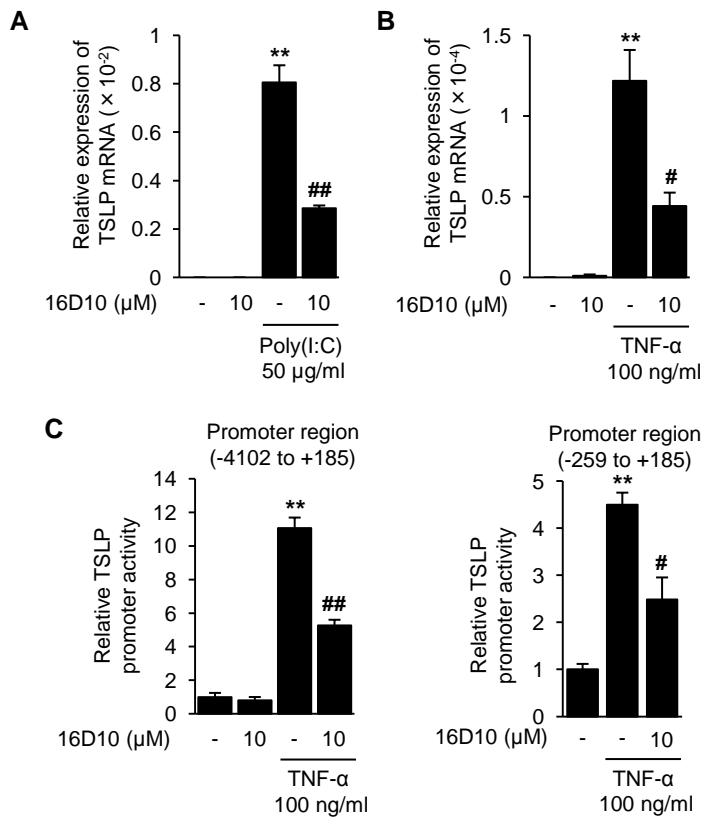 A
Relative expression of
TSLP mRNA ( × 10-2)
1
0.8
0.6
0.4
0.2
0
**
##
16D10 (μM)
- 10 - 10
Poly(I:C)
50 μg/ml
B
Relative expression of
TSLP mRNA ( × 10-4)
1.5
1
0.5
0
**
#
16D10 (μM)
- 10 - 10
TNF-α
100 ng/ml
C
Promoter region
(-4102 to +185)
Relative TSLP
promoter activity
14
12
10
8
6
4
2
0
**
##
16D10 (μM)
- 10 - 10
TNF-α
100 ng/ml
Promoter region
(-259 to +185)
Relative TSLP
promoter activity
5
4
3
2
1
0
**
#
16D10 (μM)
- - 10
TNF-α
100 ng/ml